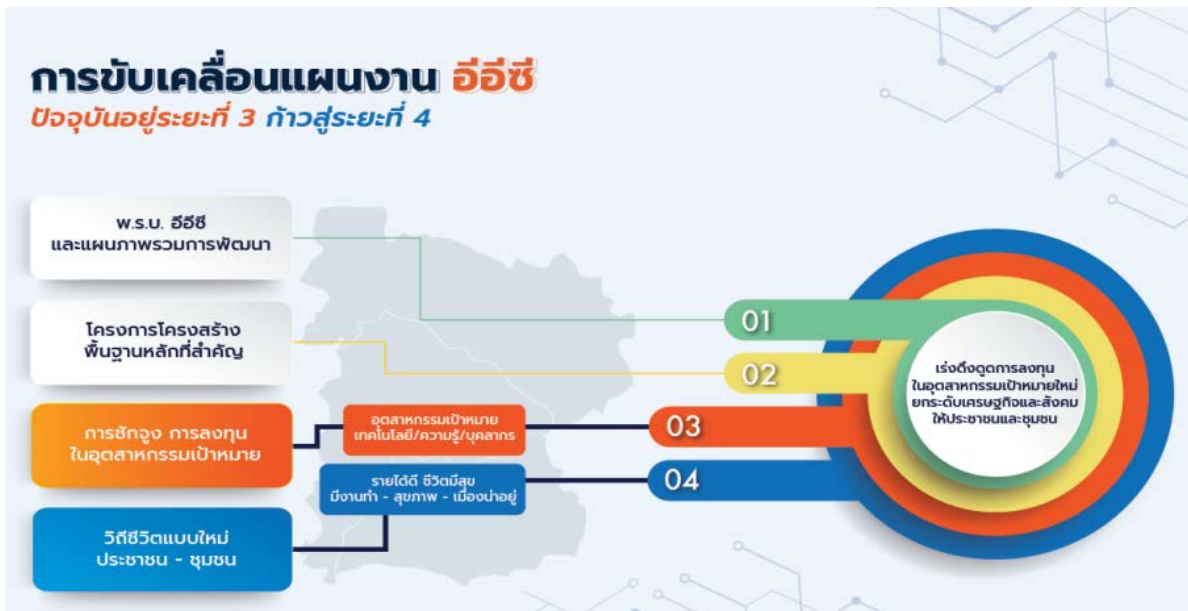 การขับเคลื่อนแผนงาน อีอีซี
ปัจจุบันอยู่ระยะที่ 3 ก้าวสู่ระยะที่ 4
พ.ร.บ. อีอีซี
และแผนภาพรวมการพัฒนา
โครงการโครงสร้าง
พื้นฐานหลักที่สำคัญ
การชักจูง การลงทุน
ในอุตสาหกรรมเป้าหมาย
อุตสาหกรรมเป้าหมาย
เทคโนโลยี/ความรู้/บุคลากร
รายได้ดี ชีวิตมีสุข
มีงานทำ - สุขภาพ - เมืองน่าอยู่
วิถีชีวิตแบบใหม่
ประชาชน - ชุมชน
01
02
03
04
เร่งดึงดูดการลงทุน
ในอุตสาหกรรมเป้าหมายใหม่
ยกระดับเศรษฐกิจและสังคม
ให้ประชาชนและชุมชน